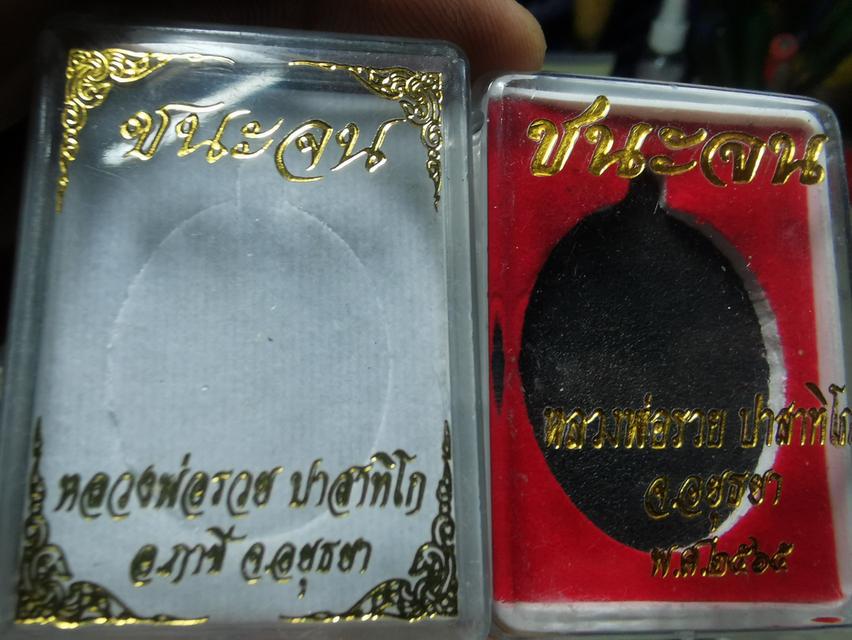 ชนะจน
หลวงพ่อรวย ปาสาทิโก
อ.ภาชี จ.อยุธยา
ชนะจน
หลวงพ่อรวย ปาสาทิโก
จ.อยุธยา
พ.ศ.๒๕๖๕